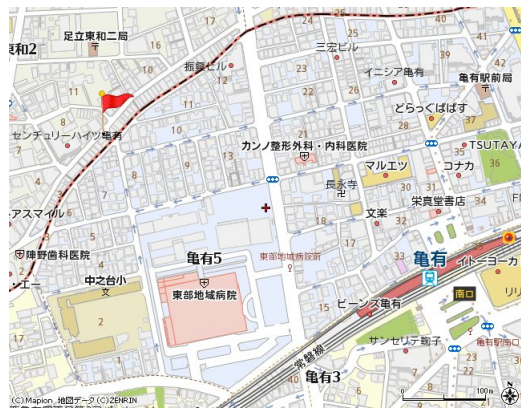 足立東和二局
東和2
振興ビル
三宏ビル
イニシア亀有
亀有駅前局
どらっぐぱぱす
センチュリーハイツ亀有
カンノ整形外科・内科医院
TSUTAYA
マルエツ
コナカ
長永寺
文楽
栄真堂書店
トアスマイル
陣野歯科医院
亀有5
東部地域病院前
亀有
イトーヨーカ
中之台小
東部地域病院
南口
リリ
ビーンズ亀有
サンセリテ麹子
亀有駅南口
常磐線
亀有3
100m
(C)Mapion 地図データ(C)ZENRIN